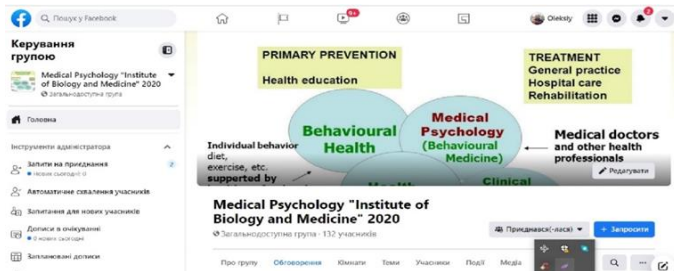 Пошук у Facebook
9+
Oleksiy
2
Керування
групою
Medical Psychology "Institute
of Biology and Medicine" 2020
Загальнодоступна група
Головна
Інструменти адміністратора
Запити на приєднання
2
Автоматичне схвалення учасників
Запитання для нових учасників
Дописи в очікуванні
Заплановані дописи
PRIMARY PREVENTION
Health education
TREATMENT
General practice
Hospital care
Rehabilitation
Behavioural
Health
Medical
Psychology
(Behavioural
Medicine)
Individual behavior
diet,
exercise, etc.
supported by
Medical doctors
and other health
professionals
Health
Clinical
Редагувати
Medical Psychology "Institute of
Biology and Medicine" 2020
Загальнодоступна група · 132 учасників
Приєднався(-лася)
+ Запросити
Про групу
Обговорення
Кімнати
Теми
Учасники
Події
Медіа